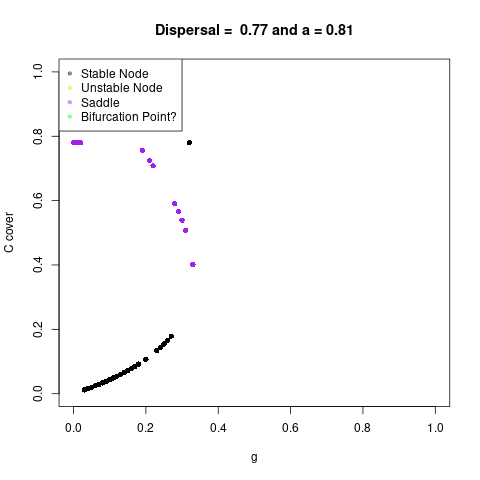 Dispersal =  0.77 and a = 0.81
Stable Node
Unstable Node
Saddle
Bifurcation Point?
C cover
1.0
0.8
0.6
0.4
0.2
0.0
0.0 0.2 0.4 0.6 0.8 1.0
g